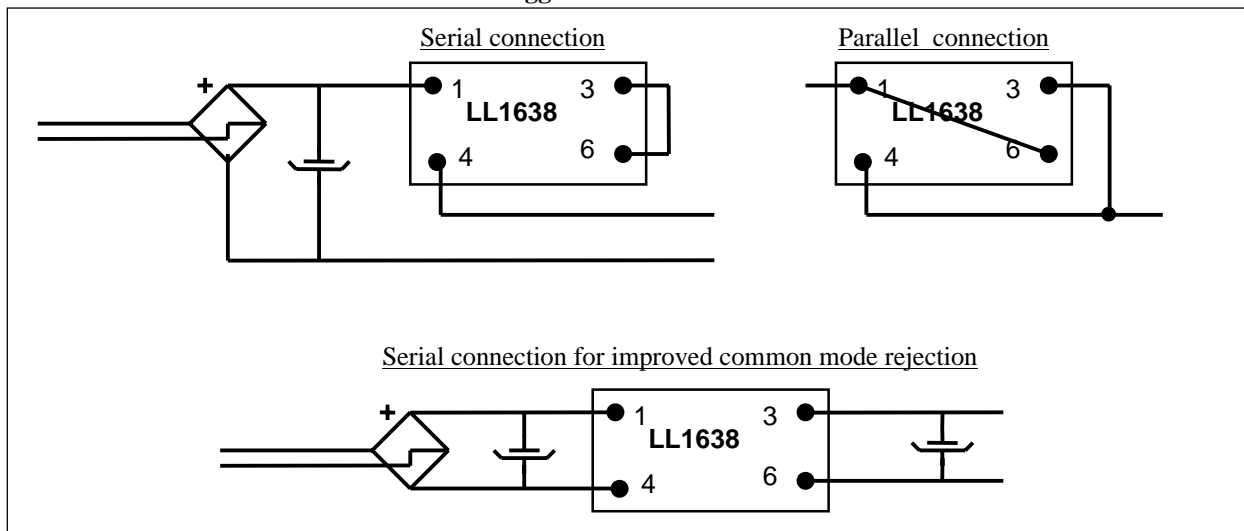 Serial connection
Parallel connection
+
1
3
LL1638
4
6
1
3
LL1638
4
6
Serial connection for improved common mode rejection
+
1
3
LL1638
4
6